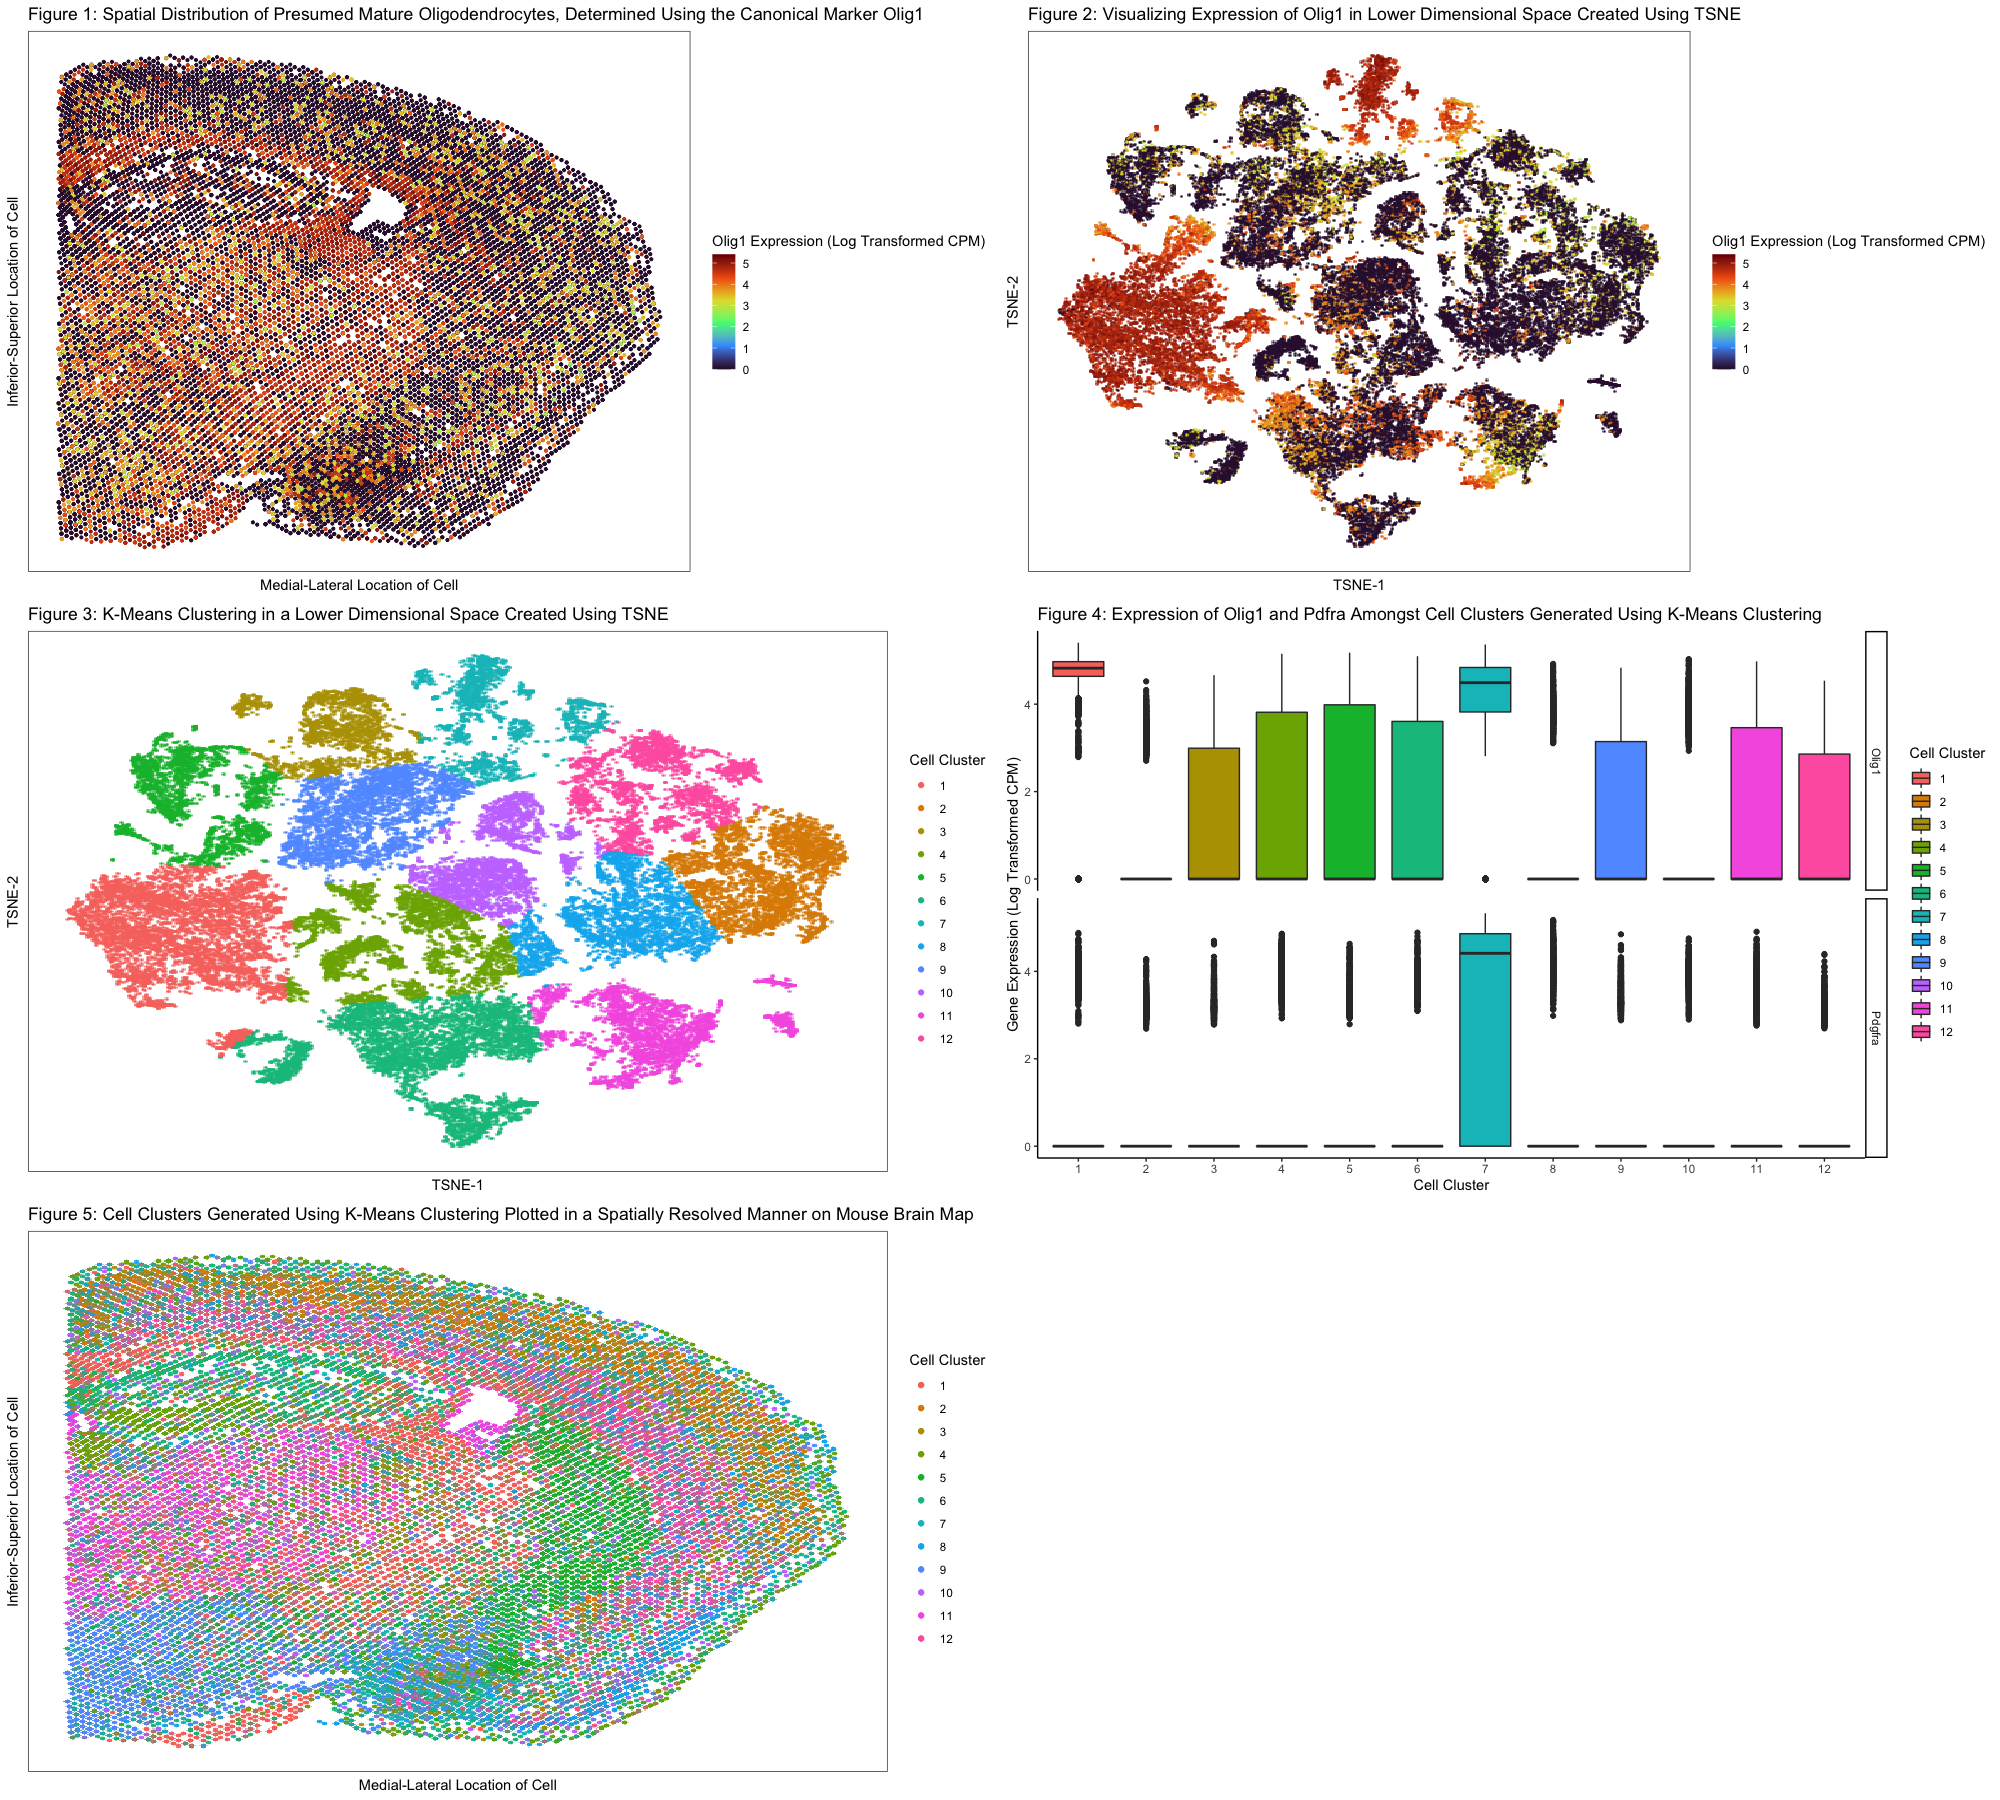 Figure 1: Spatial Distribution of Presumed Mature Oligodendrocytes, Determined Using the Canonical Marker Olig1
Inferior-Superior Location of Cell
Medial-Lateral Location of Cell
Olig1 Expression (Log Transformed CPM)
5
4
3
2
1
0
Figure 2: Visualizing Expression of Olig1 in Lower Dimensional Space Created Using TSNE
TSNE-2
TSNE-1
Olig1 Expression (Log Transformed CPM)
5
4
3
2
1
0
Figure 3: K-Means Clustering in a Lower Dimensional Space Created Using TSNE
TSNE-2
TSNE-1
Cell Cluster
1
2
3
4
5
6
7
8
9
10
11
12
Figure 4: Expression of Olig1 and Pdfra Amongst Cell Clusters Generated Using K-Means Clustering
Gene Expression (Log Transformed CPM)
4
2
0
Olig1
4
2
0
Pdgfra
1 2 3 4 5 6 7 8 9 10 11 12
Cell Cluster
Cell Cluster
1
2
3
4
5
6
7
8
9
10
11
12
Figure 5: Cell Clusters Generated Using K-Means Clustering Plotted in a Spatially Resolved Manner on Mouse Brain Map
Inferior-Superior Location of Cell
Medial-Lateral Location of Cell
Cell Cluster
1
2
3
4
5
6
7
8
9
10
11
12